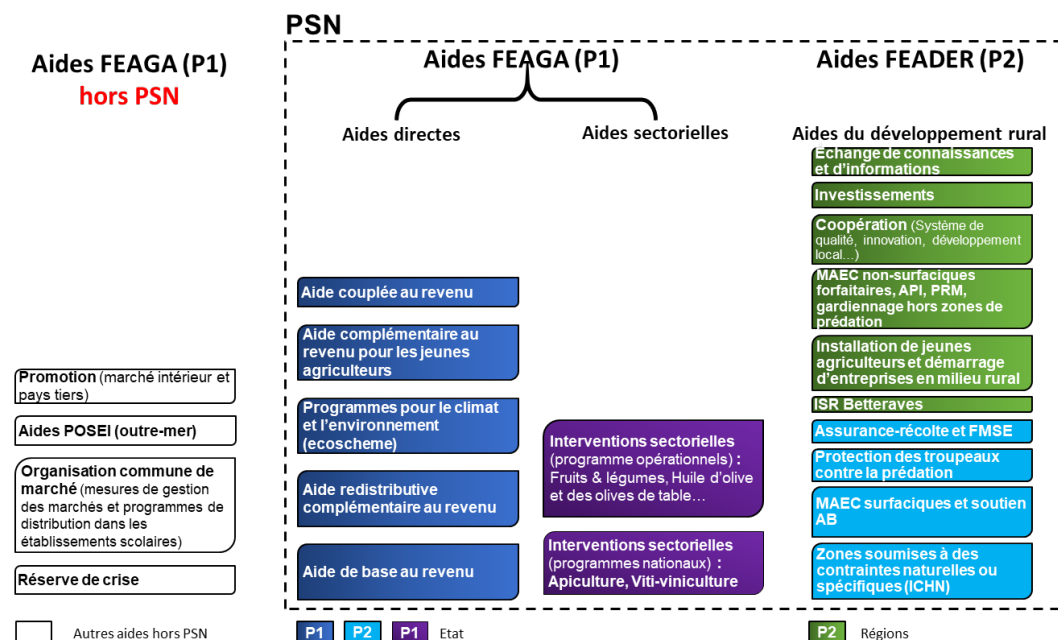 PSN
Aides FEAGA (P1)
hors PSN
Promotion (marché intérieur et
pays tiers)
Aides POSEI (outre-mer)
Organisation commune de
marché (mesures de gestion
des marchés et programmes de
distribution dans les
établissements scolaires)
Réserve de crise
Aides FEAGA (P1)
Aides directes
Aide couplée au revenu
Aide complémentaire au
revenu pour les jeunes
agriculteurs
Programmes pour le climat
et l'environnement
(ecoscheme)
Aide redistributive
complémentaire au revenu
Aide de base au revenu
Aides sectorielles
Interventions sectorielles
(programme opérationnels) :
Fruits & légumes, Huile d'olive
et des olives de table…
Interventions sectorielles
(programmes nationaux) :
Apiculture, Viti-viniculture
Aides FEADER (P2)
Aides du développement rural
Échange de connaissances
et d'informations
Investissements
Coopération (Système de
qualité, innovation, développement
local...)
MAEC non-surfaciques
forfaitaires, API, PRM,
gardiennage hors zones de
prédation
Installation de jeunes
agriculteurs et démarrage
d'entreprises en milieu rural
ISR Betteraves
Assurance-récolte et FMSE
Protection des troupeaux
contre la prédation
MAEC surfaciques et soutien
AB
Zones soumises à des
contraintes naturelles ou
spécifiques (ICHN)
Autres aides hors PSN
P1 P2 P1 Etat
P2 Régions